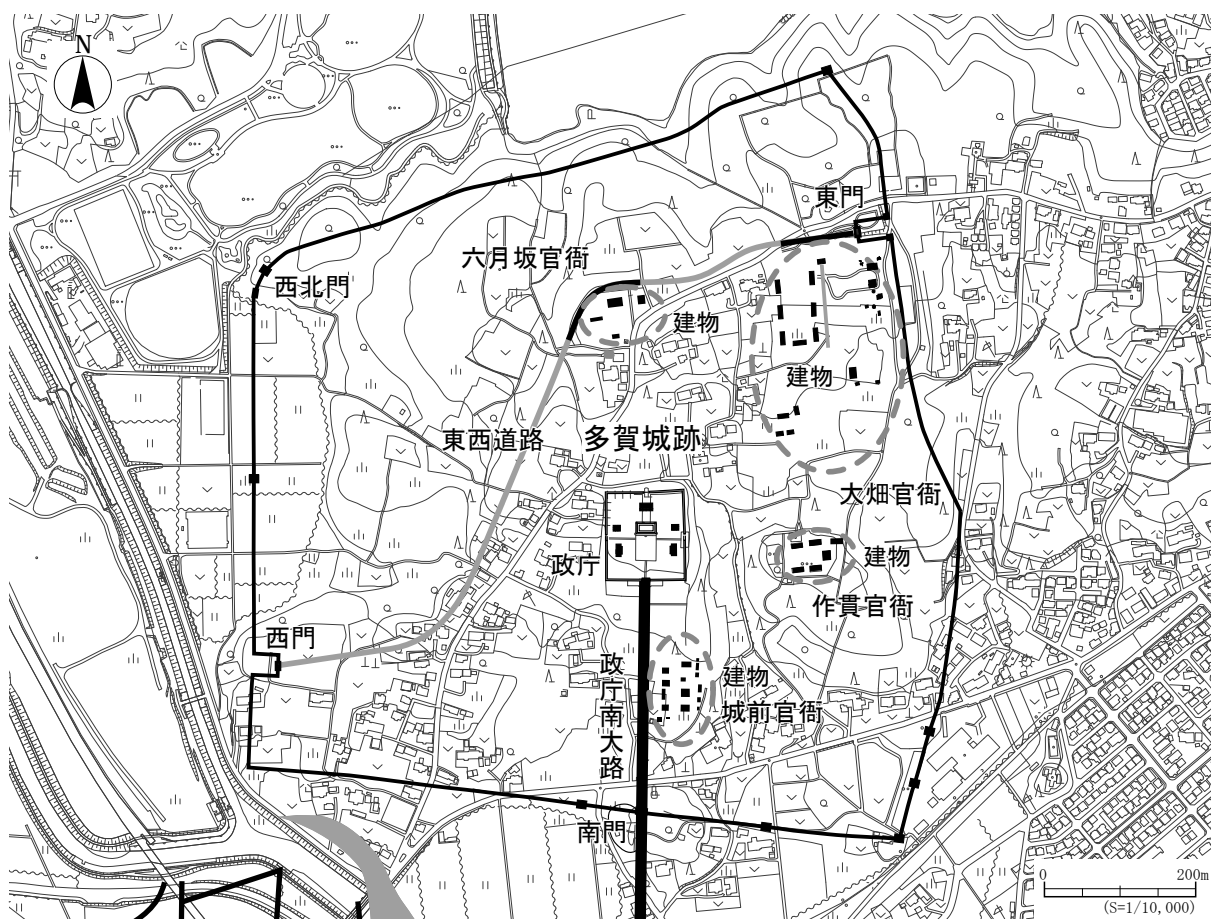 N
東門
六月坂官衙
西北門
建物
建物
東西道路
多賀城跡
大畑官衙
政庁
建物
作貫官衙
西門
政庁南大路
建物
城前官衙
南門
0 200m
(S=1/10,000)